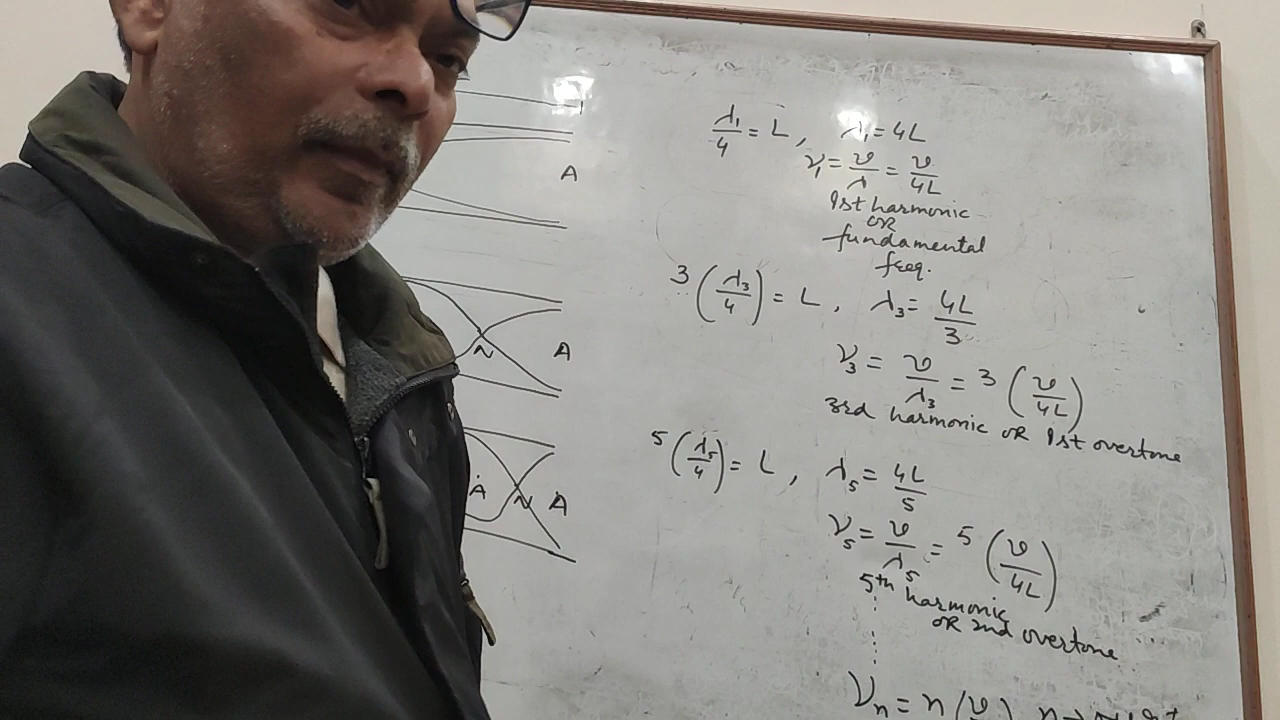 λ₁/4 = L, λ₁ = 4L
ν₁ = v/λ = v/4L
A
1st harmonic
OR
fundamental
freq.
3(λ₃/4) = L, λ₃ = 4L/3
N A
ν₃ = v/λ₃ = 3(v/4L)
3rd harmonic OR 1st overtone
5(λ₅/4) = L, λ₅ = 4L/5
A N A
ν₅ = v/λ₅ = 5(v/4L)
5th harmonic
OR 2nd overtone
νₙ = n(v/